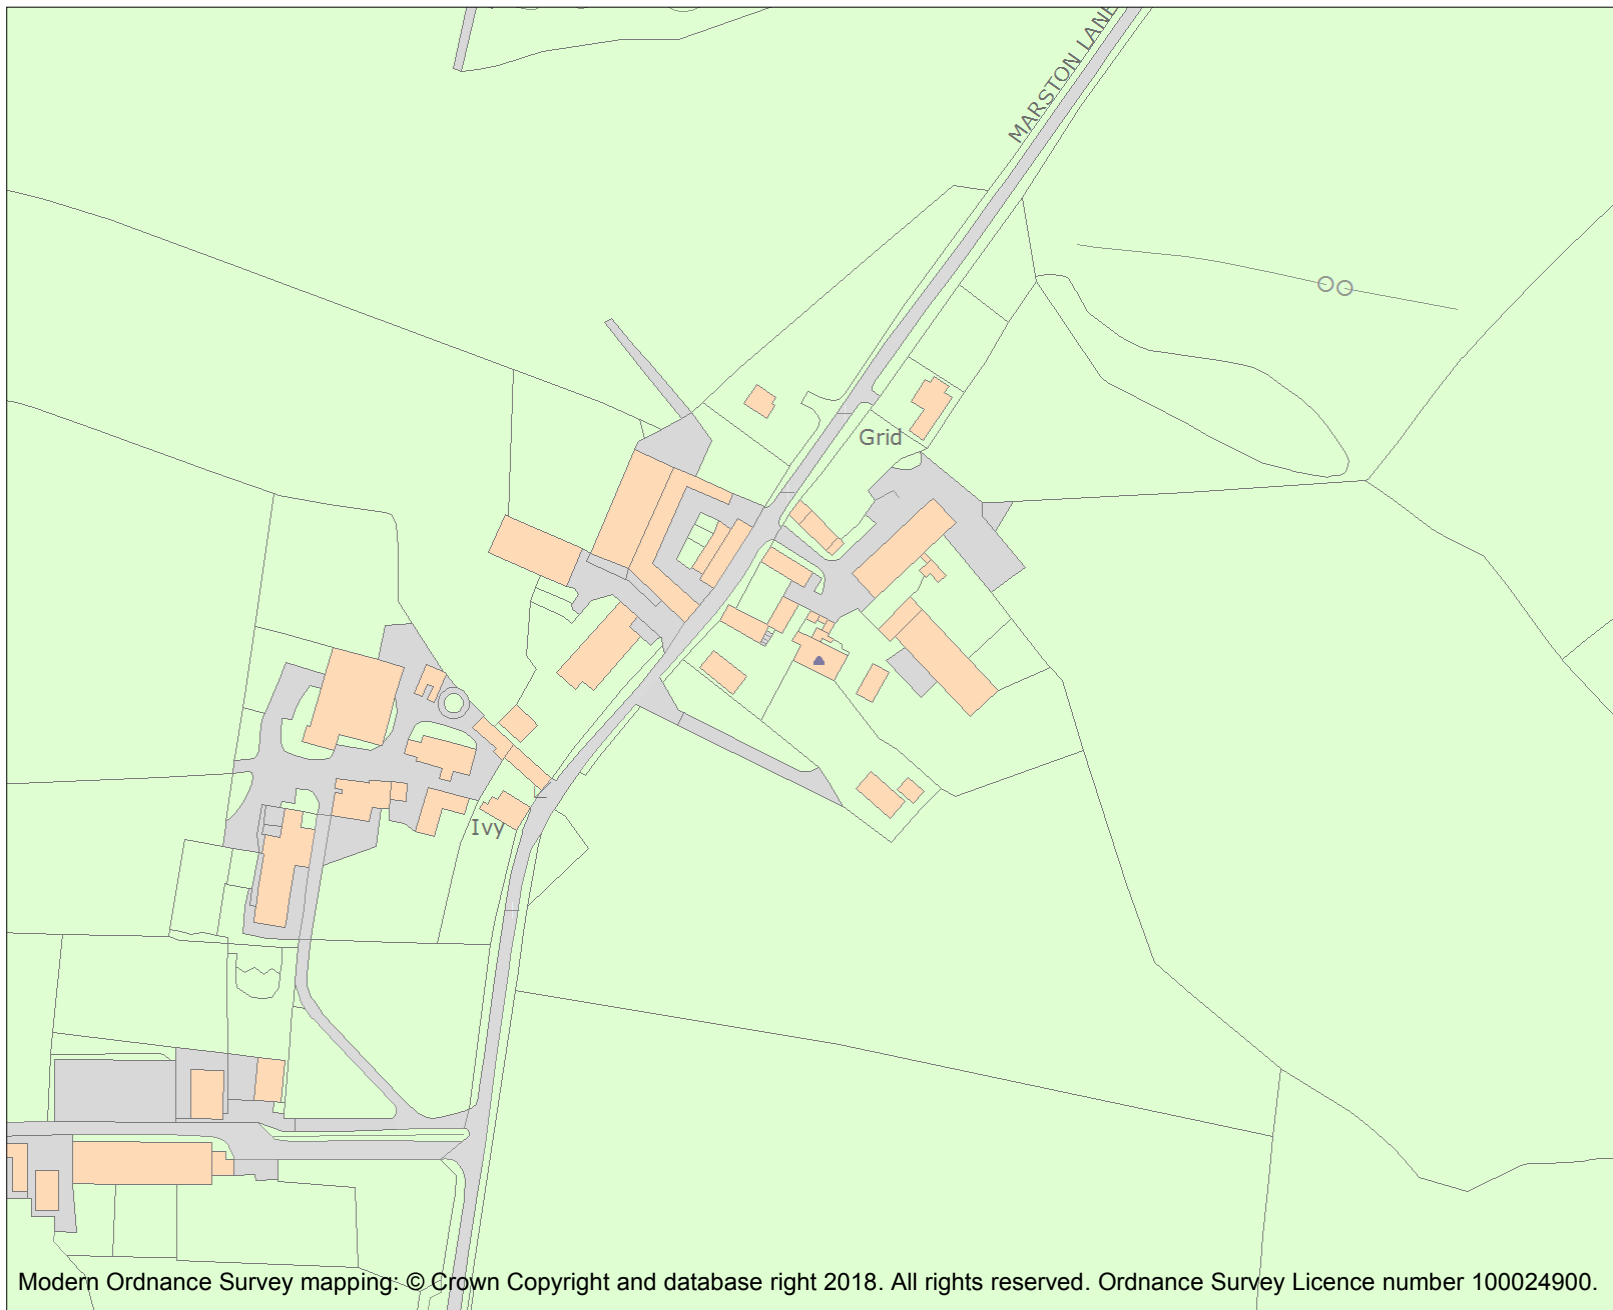 MARSTON LANE
Grid
Ivy
Modern Ordnance Survey mapping: © Crown Copyright and database right 2018. All rights reserved. Ordnance Survey Licence number 100024900.